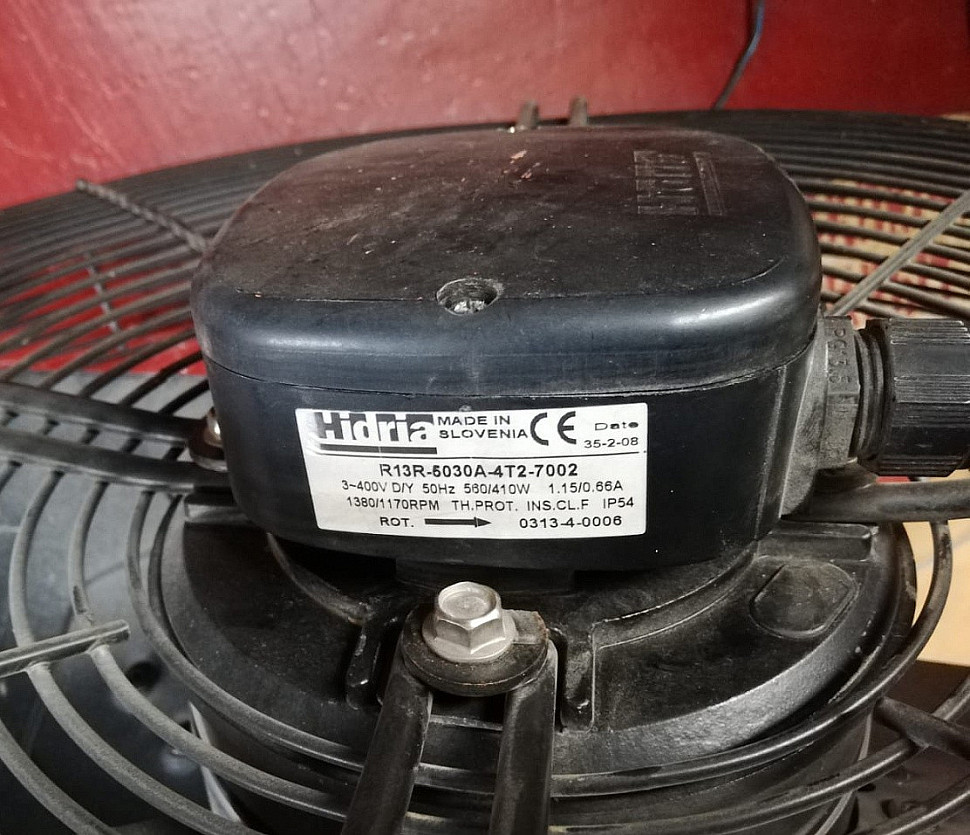 Hidria MADE IN SLOVENIA CE Date
35-2-08
R13R-5030A-4T2-7002
3~400V D/Y 50Hz 560/410W 1.15/0.66A
1380/1170RPM TH.PROT. INS.CL.F IP54
ROT. 0313-4-0006